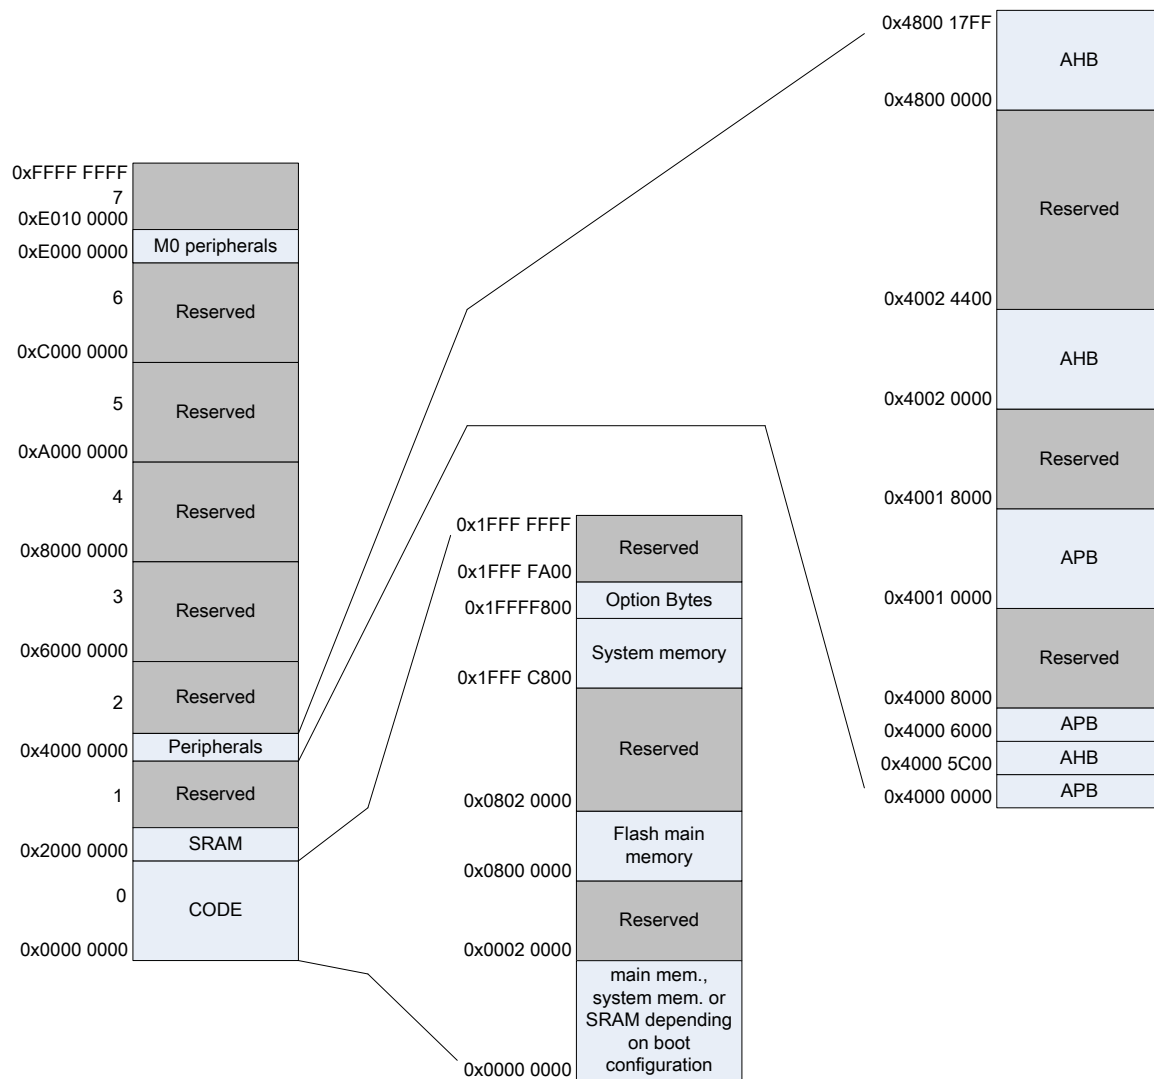 0xFFFF FFFF
7
0xE010 0000
M0 peripherals
0xE000 0000
6
Reserved
0xC000 0000
5
Reserved
0xA000 0000
4
Reserved
0x8000 0000
3
Reserved
0x6000 0000
2
Reserved
0x4000 0000
Peripherals
1
Reserved
0x2000 0000
SRAM
0
CODE
0x0000 0000
0x1FFF FFFF
Reserved
0x1FFF FA00
Option Bytes
0x1FFFF800
System memory
0x1FFF C800
Reserved
0x0802 0000
Flash main
memory
0x0800 0000
Reserved
0x0002 0000
main mem.,
system mem. or
SRAM depending
on boot
configuration
0x0000 0000
0x4800 17FF
AHB
0x4800 0000
Reserved
0x4002 4400
AHB
0x4002 0000
Reserved
0x4001 8000
APB
0x4001 0000
Reserved
0x4000 8000
APB
0x4000 6000
AHB
0x4000 5C00
APB
0x4000 0000